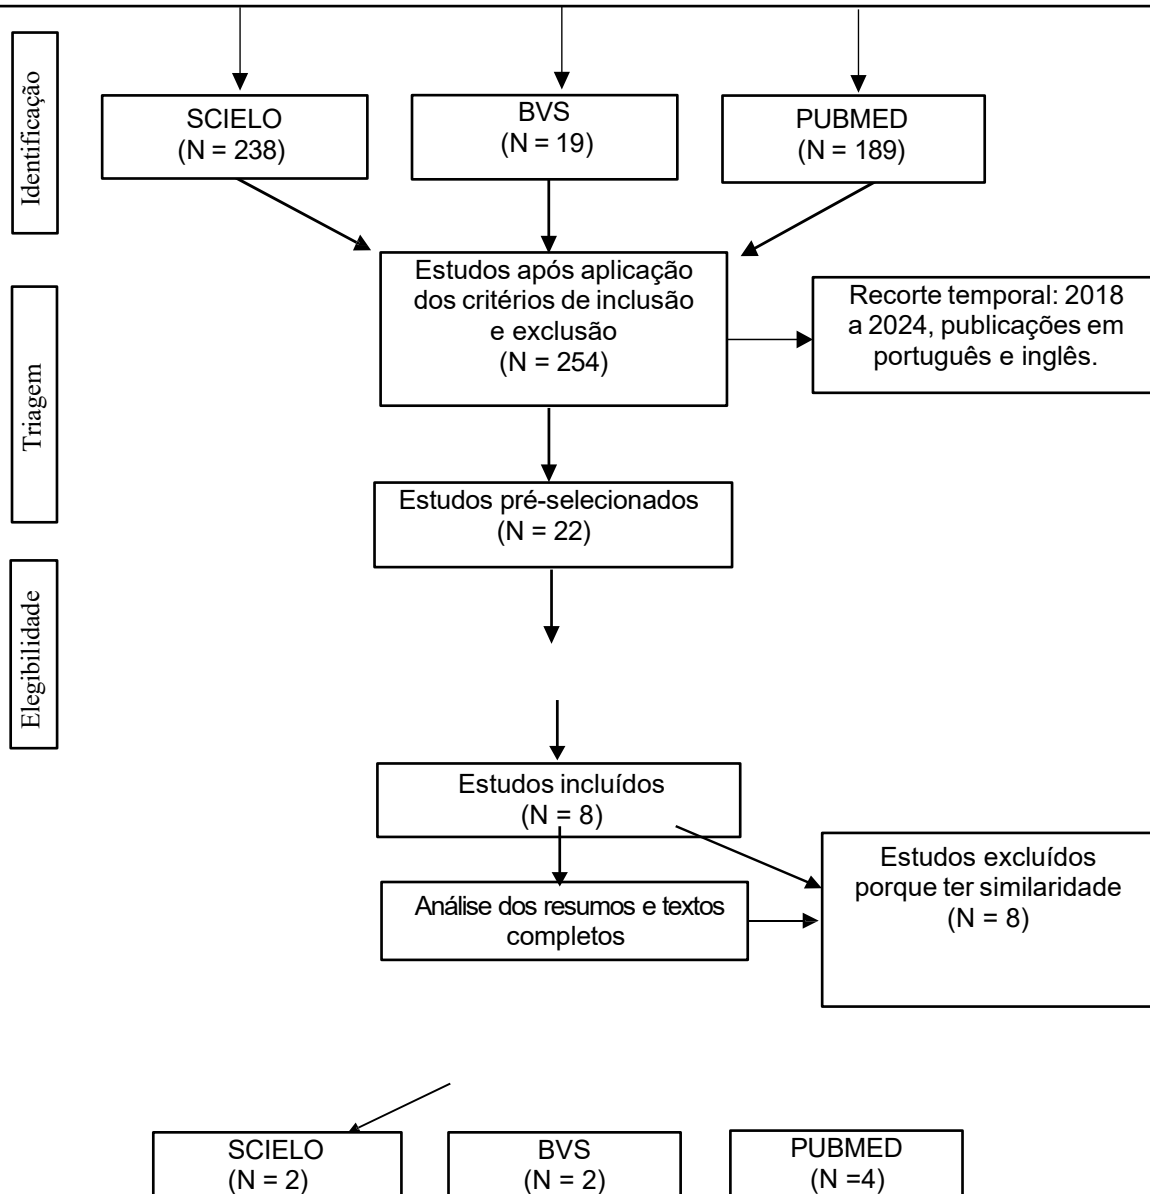 Identificação
SCIELO
(N = 238)
BVS
(N = 19)
PUBMED
(N = 189)
Triagem
Estudos após aplicação
dos critérios de inclusão
e exclusão
(N = 254)
Recorte temporal: 2018
a 2024, publicações em
português e inglês.
Estudos pré-selecionados
(N = 22)
Elegibilidade
Estudos incluídos
(N = 8)
Análise dos resumos e textos
completos
Estudos excluídos
porque ter similaridade
(N = 8)
SCIELO
(N = 2)
BVS
(N = 2)
PUBMED
(N =4)